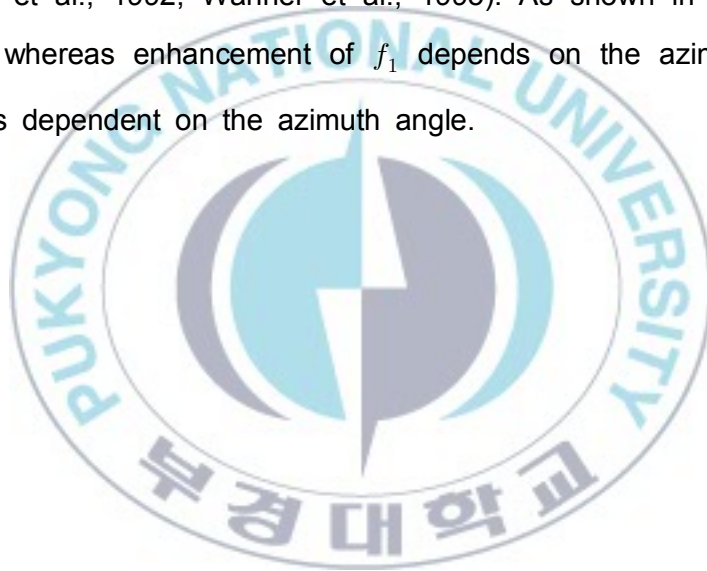 et al., 1992; Wanner et al., 1995). As shown in
whereas enhancement of f₁ depends on the azim
s dependent on the azimuth angle.
PUKYONG NATIONAL UNIVERSITY
부경대학교